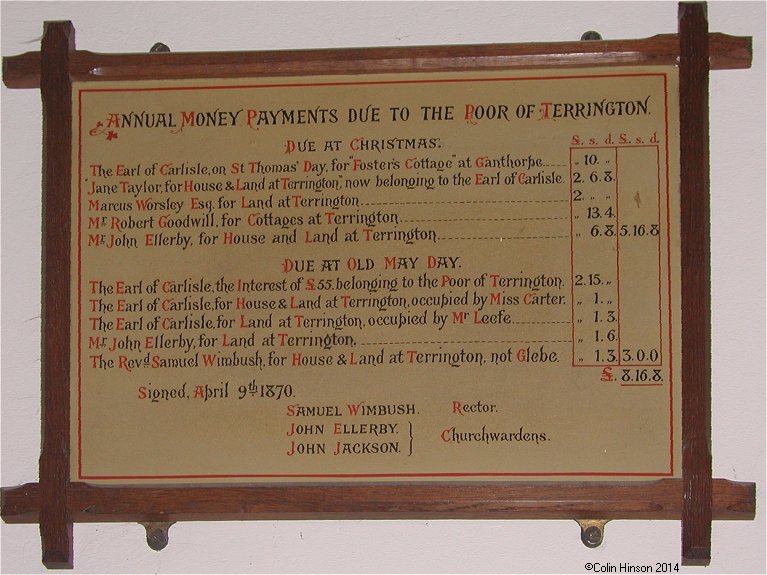 ANNUAL MONEY PAYMENTS DUE TO THE POOR OF TERRINGTON.
DUE AT CHRISTMAS. £. s. d. £. s. d.
The Earl of Carlisle, on St Thomas' Day, for "Foster's Cottage" at Ganthorpe...... „ 10. „
"Jane Taylor, for House & Land at Terrington," now belonging to the Earl of Carlisle. 2. 6. 8.
Marcus Worsley Esq. for Land at Terrington 2. „ „
Mr. Robert Goodwill, for Cottages at Terrington „ 13. 4.
Mr. John Ellerby, for House and Land at Terrington „ 6. 8. 5. 16. 8
DUE AT OLD MAY DAY.
The Earl of Carlisle, the Interest of £55. belonging to the Poor of Terrington. 2. 15. „
The Earl of Carlisle, for House & Land at Terrington, occupied by Miss Carter. „ 1. „
The Earl of Carlisle, for Land at Terrington, occupied by Mr Leefe „ 1. 3.
Mr. John Ellerby, for Land at Terrington. „ 1. 6.
The Revd. Samuel Wimbush, for House & Land at Terrington, not Glebe. „ 1. 3. 3. 0. 0
£. 8. 16. 8.
Signed, April 9th 1870.
SAMUEL WIMBUSH. Rector.
JOHN ELLERBY.
JOHN JACKSON. } Churchwardens.
©Colin Hinson 2014